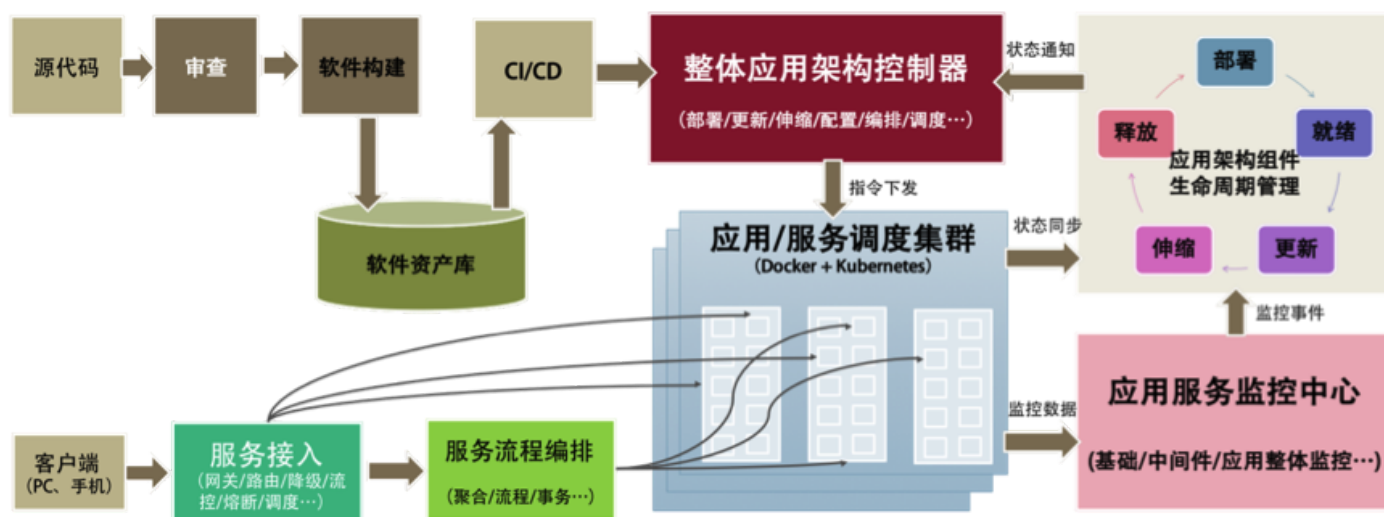 源代码
审查
软件构建
CI/CD
整体应用架构控制器
(部署/更新/伸缩/配置/编排/调度…)
状态通知
部署
释放
就绪
应用架构组件
生命周期管理
伸缩
更新
软件资产库
指令下发
应用/服务调度集群
(Docker + Kubernetes)
状态同步
监控事件
客户端
(PC、手机)
服务接入
(网关/路由/降级/流
控/熔断/调度…)
服务流程编排
(聚合/流程/事务…)
监控数据
应用服务监控中心
(基础/中间件/应用整体监控…)